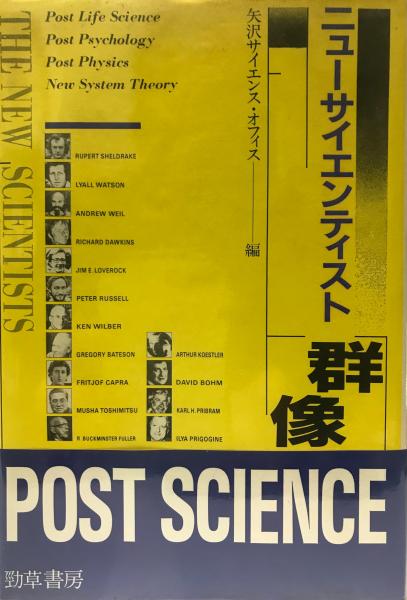 Post Life Science
Post Psychology
Post Physics
New System Theory
THE NEW SCIENTISTS
矢沢サイエンス・オフィス――編
ニューサイエンティスト
群像
RUPERT SHELDRAKE
LYALL WATSON
ANDREW WEIL
RICHARD DAWKINS
JIM E. LOVEROCK
PETER RUSSELL
KEN WILBER
GREGORY BATESON
FRITJOF CAPRA
MUSHA TOSHIMITSU
R. BUCKMINSTER FULLER
ARTHUR KOESTLER
DAVID BOHM
KARL H. PRIBRAM
ILYA PRIGOGINE
POST SCIENCE
勁草書房